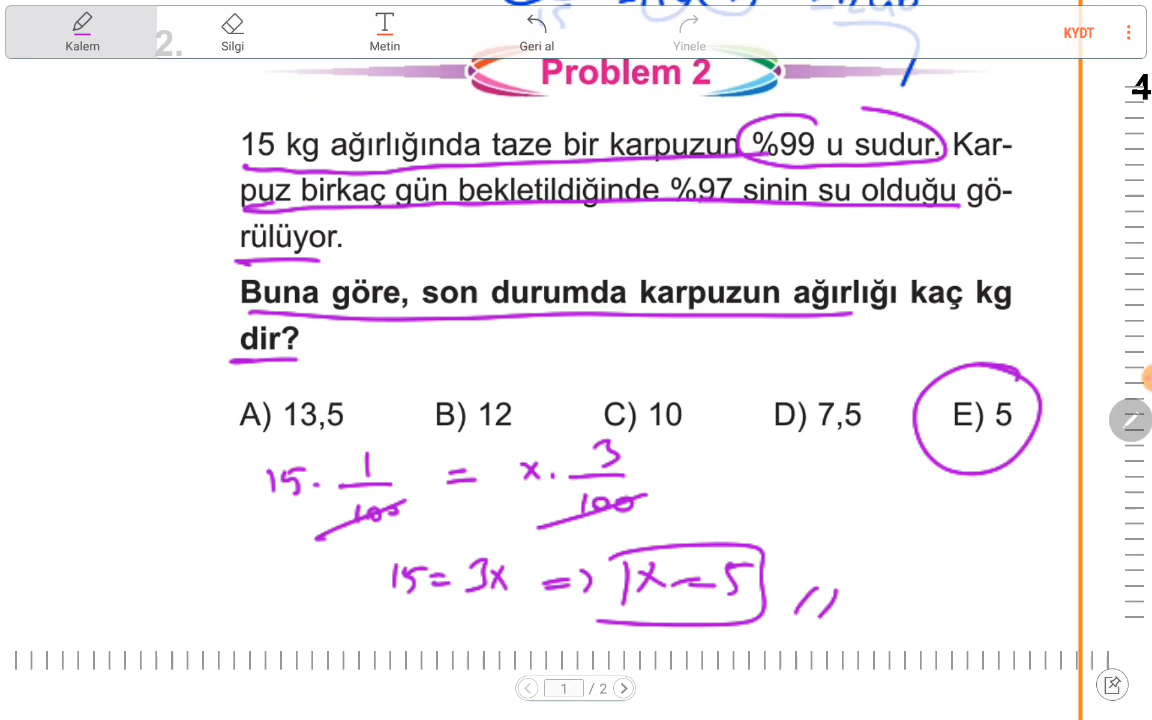 Kalem
Silgi
Metin
Geri al
Yinele
KYDT
2.
Problem 2
4
15 kg ağırlığında taze bir karpuzun %99 u sudur. Kar-
puz birkaç gün bekletildiğinde %97 sinin su olduğu gö-
rülüyor.
Buna göre, son durumda karpuzun ağırlığı kaç kg
dir?
A) 13,5 B) 12 C) 10 D) 7,5 E) 5
15 . 1/100 = x . 3/100
15 = 3x => x = 5
1 / 2